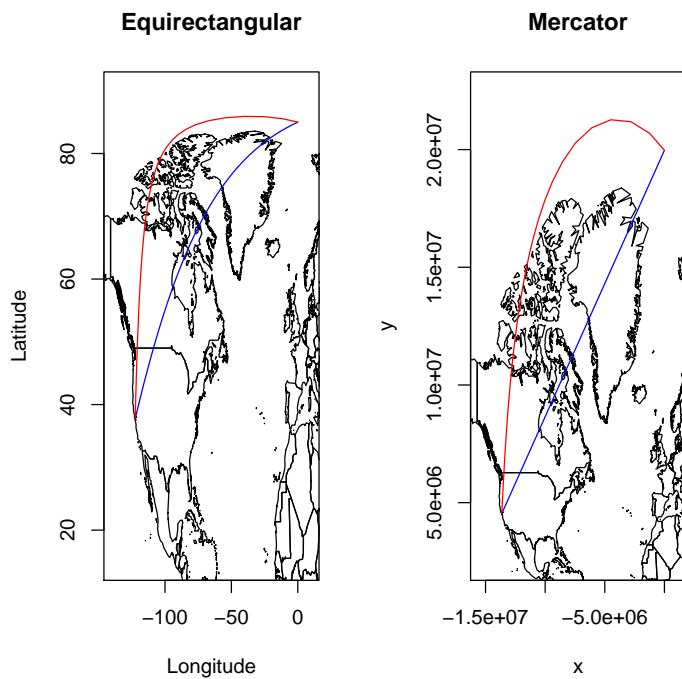 Equirectangular
Latitude
80
60
40
20
−100
−50
0
Longitude
Mercator
y
2.0e+07
1.5e+07
1.0e+07
5.0e+06
−1.5e+07
−5.0e+06
x